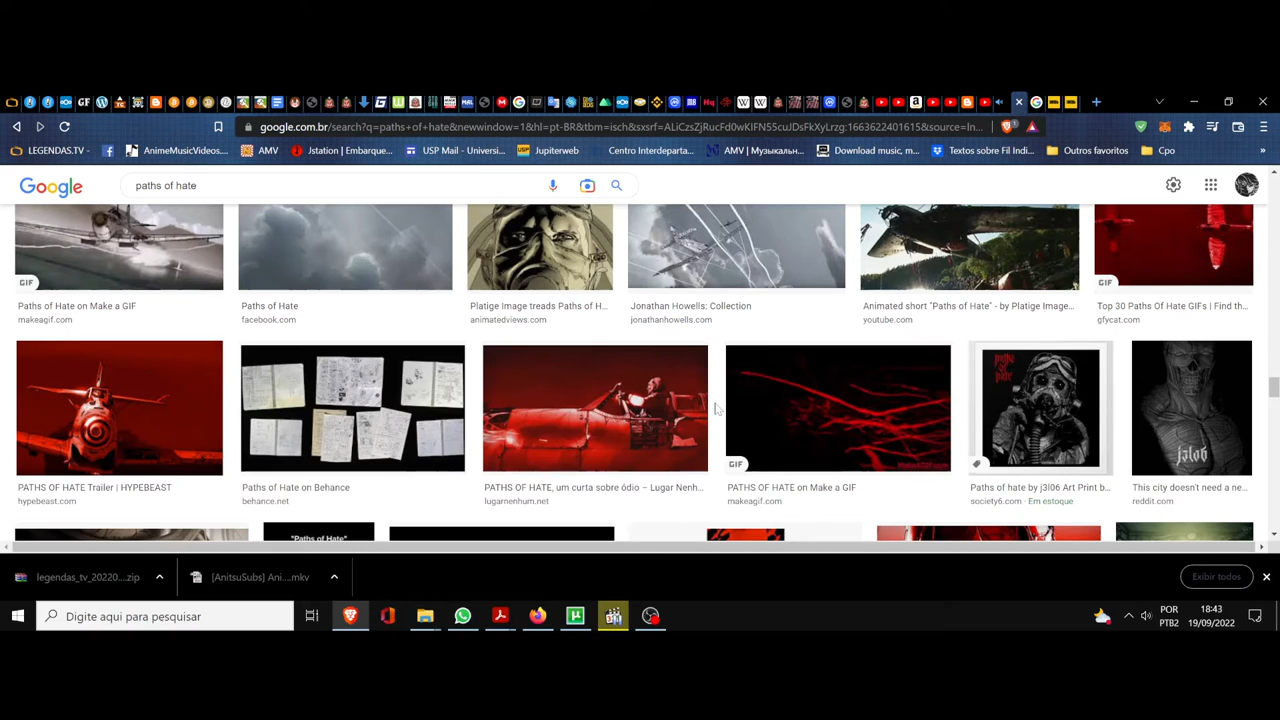 google.com.br/search?q=paths+of+hate&newwindow=1&hl=pt-BR&tbm=isch&sxsrf=ALiCzsZjRucFd0wKIFN55cuJDsFkXyLrzg:1663622401615&source=ln...
LEGENDAS.TV -
AnimeMusicVideos....
AMV
Jstation | Embarque...
USP Mail - Universi...
Jupiterweb
Centro Interdeparta...
AMV | Музыкальн...
Download music, m...
Textos sobre Fil Indi...
Outros favoritos
Cpo
Google
paths of hate
GIF
GIF
Paths of Hate on Make a GIF
makeagif.com
Paths of Hate
facebook.com
Platige Image treads Paths of H...
animatedviews.com
Jonathan Howells: Collection
jonathanhowells.com
Animated short "Paths of Hate" - by Platige Image...
youtube.com
Top 30 Paths Of Hate GIFs | Find th...
gfycat.com
paths
of
hate
jalob
GIF
PATHS OF HATE Trailer | HYPEBEAST
hypebeast.com
Paths of Hate on Behance
behance.net
PATHS OF HATE, um curta sobre ódio – Lugar Nenh...
lugarnenhum.net
PATHS OF HATE on Make a GIF
makeagif.com
Paths of hate by j3l06 Art Print b...
society6.com · Em estoque
This city doesn't need a ne...
reddit.com
"Paths of Hate"
legendas_tv_20220....zip
[AnitsuSubs] Ani....mkv
Exibir todos
Digite aqui para pesquisar
POR
PTB2
18:43
19/09/2022